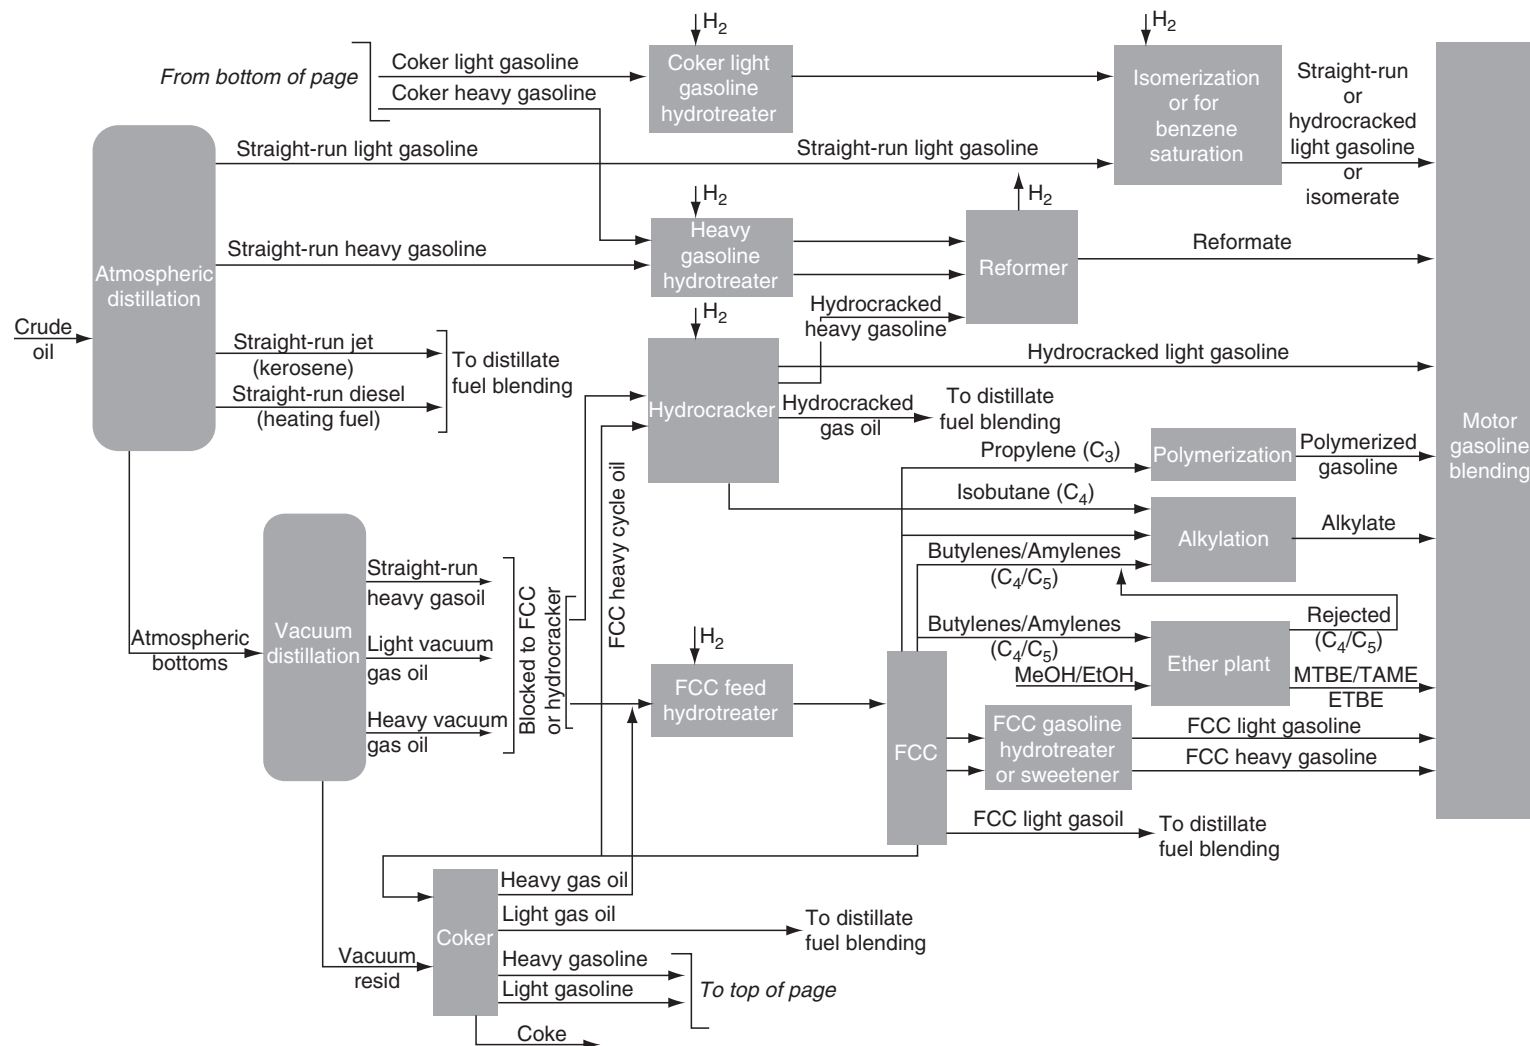 H2
H2
From bottom of page
Coker light gasoline
Coker heavy gasoline
Coker light
gasoline
hydrotreater
Isomerization
or for
benzene
saturation
Straight-run
or
hydrocracked
light gasoline
or
isomerate
Straight-run light gasoline
Straight-run light gasoline
H2
H2
Straight-run heavy gasoline
Heavy
gasoline
hydrotreater
Reformer
Reformate
Atmospheric
distillation
Crude
oil
Straight-run jet
(kerosene)
Straight-run diesel
(heating fuel)
To distillate
fuel blending
H2
Hydrocracked
heavy gasoline
Hydrocracker
Hydrocracked light gasoline
Hydrocracked
gas oil
To distillate
fuel blending
Motor
gasoline
blending
Propylene (C3)
Polymerization
Polymerized
gasoline
Isobutane (C4)
Alkylation
Alkylate
Butylenes/Amylenes
(C4/C5)
FCC heavy cycle oil
Atmospheric
bottoms
Vacuum
distillation
Straight-run
heavy gasoil
Light vacuum
gas oil
Heavy vacuum
gas oil
Blocked to FCC
or hydrocracker
H2
FCC feed
hydrotreater
Butylenes/Amylenes
(C4/C5)
MeOH/EtOH
Ether plant
Rejected
(C4/C5)
MTBE/TAME
ETBE
FCC
FCC gasoline
hydrotreater
or sweetener
FCC light gasoline
FCC heavy gasoline
FCC light gasoil
To distillate
fuel blending
Vacuum
resid
Coker
Heavy gas oil
Light gas oil
To distillate
fuel blending
Heavy gasoline
Light gasoline
To top of page
Coke